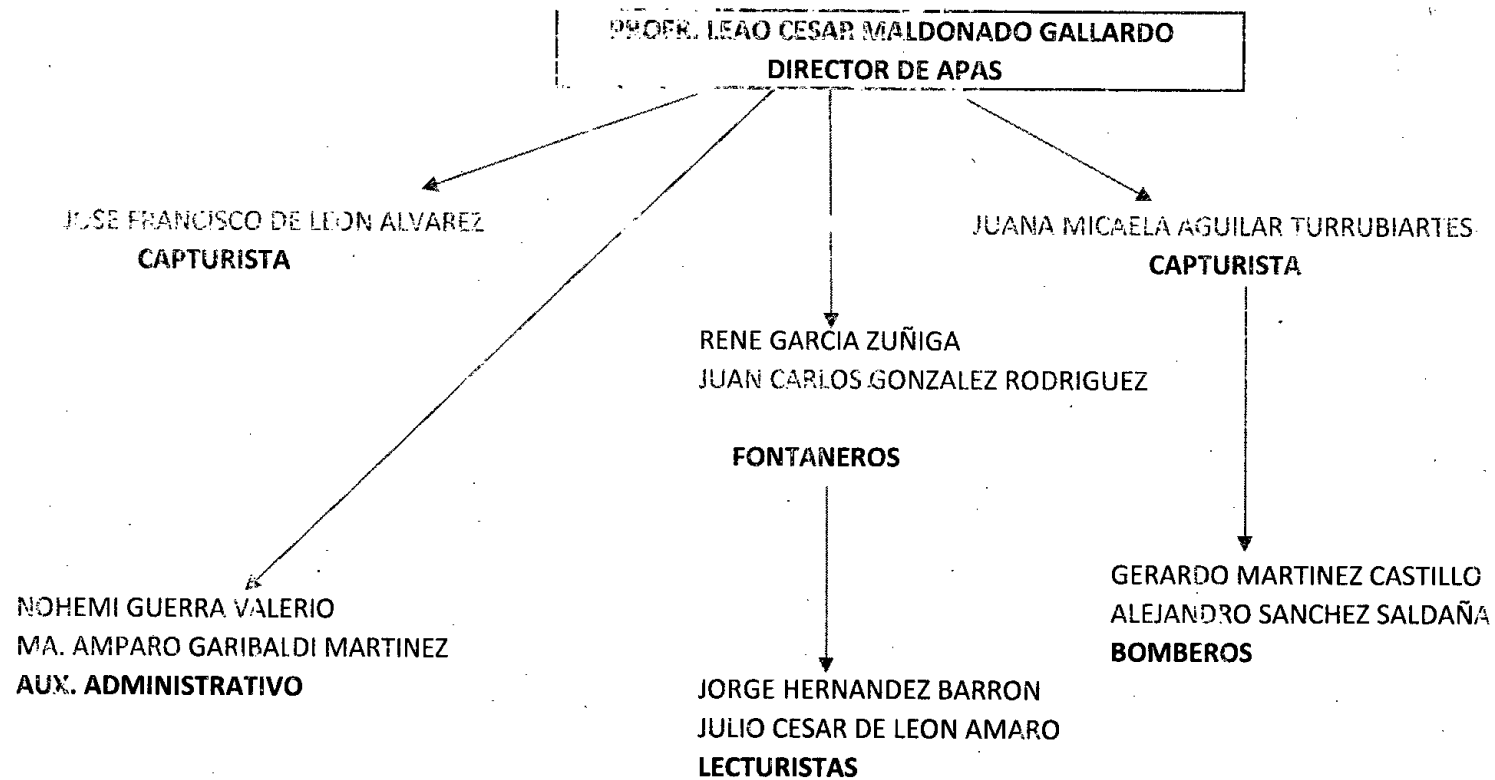 PROFR. LEAO CESAR MALDONADO GALLARDO
DIRECTOR DE APAS
JOSE FRANCISCO DE LEON ALVAREZ
CAPTURISTA
JUANA MICAELA AGUILAR TURRUBIARTES
CAPTURISTA
RENE GARCIA ZUÑIGA
JUAN CARLOS GONZALEZ RODRIGUEZ
FONTANEROS
GERARDO MARTINEZ CASTILLO
ALEJANDRO SANCHEZ SALDAÑA
BOMBEROS
NOHEMI GUERRA VALERIO
MA. AMPARO GARIBALDI MARTINEZ
AUX. ADMINISTRATIVO
JORGE HERNANDEZ BARRON
JULIO CESAR DE LEON AMARO
LECTURISTAS